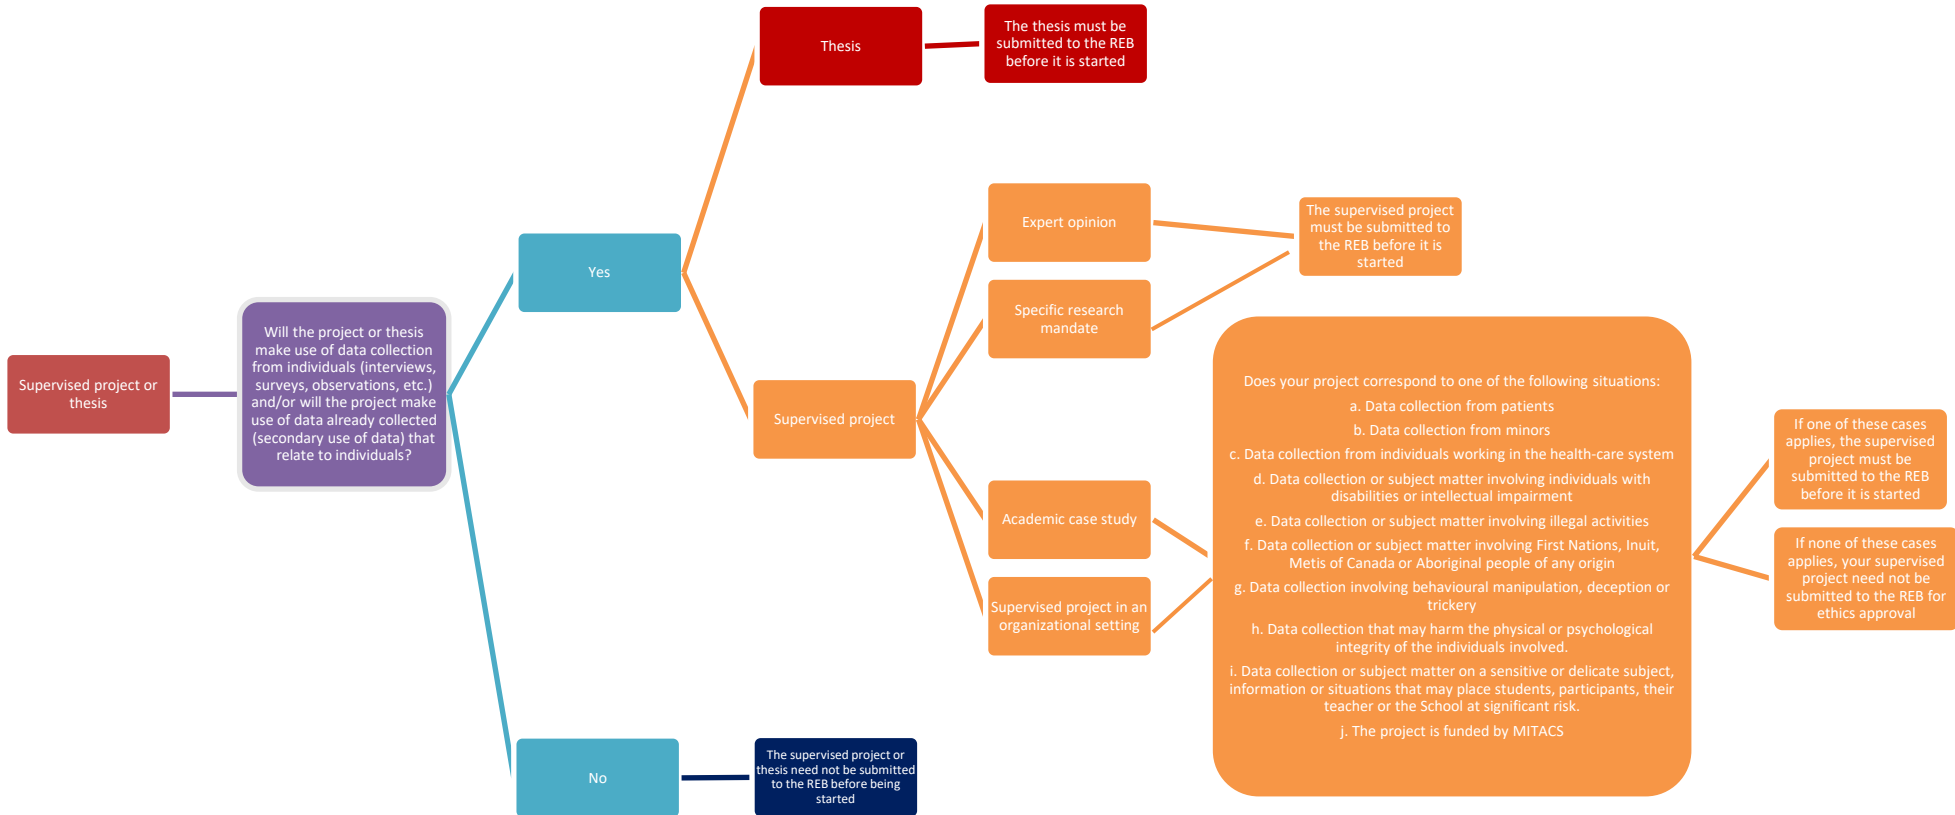 Supervised project or
thesis
Will the project or thesis
make use of data collection
from individuals (interviews,
surveys, observations, etc.)
and/or will the project make
use of data already collected
(secondary use of data) that
relate to individuals?
Yes
No
Thesis
The thesis must be
submitted to the REB
before it is started
Supervised project
Expert opinion
Specific research
mandate
The supervised project
must be submitted to
the REB before it is
started
Academic case study
Supervised project in an
organizational setting
Does your project correspond to one of the following situations:
a. Data collection from patients
b. Data collection from minors
c. Data collection from individuals working in the health-care system
d. Data collection or subject matter involving individuals with
disabilities or intellectual impairment
e. Data collection or subject matter involving illegal activities
f. Data collection or subject matter involving First Nations, Inuit,
Metis of Canada or Aboriginal people of any origin
g. Data collection involving behavioural manipulation, deception or
trickery
h. Data collection that may harm the physical or psychological
integrity of the individuals involved.
i. Data collection or subject matter on a sensitive or delicate subject,
information or situations that may place students, participants, their
teacher or the School at significant risk.
j. The project is funded by MITACS
If one of these cases
applies, the supervised
project must be
submitted to the REB
before it is started
If none of these cases
applies, your supervised
project need not be
submitted to the REB for
ethics approval
The supervised project or
thesis need not be submitted
to the REB before being
started